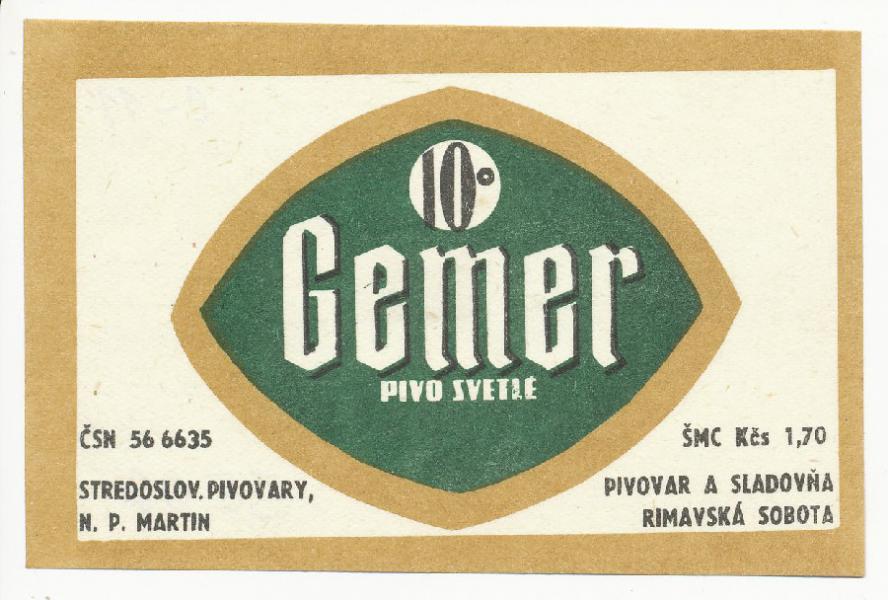 10°
Gemer
PIVO SVETLÉ
ČSN 56 6635
STREDOSLOV. PIVOVARY,
N. P. MARTIN
ŠMC Kčs 1,70
PIVOVAR A SLADOVŇA
RIMAVSKÁ SOBOTA